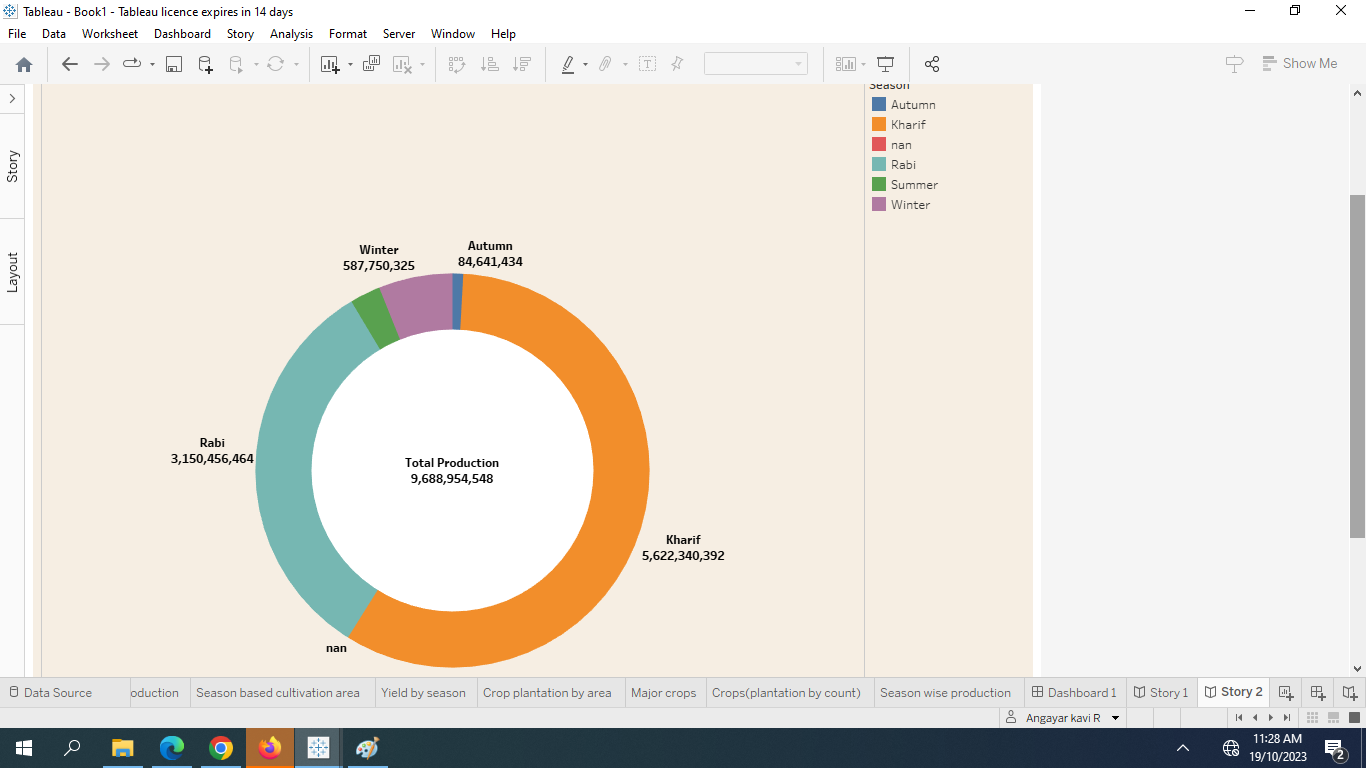 Tableau - Book1 - Tableau licence expires in 14 days
File Data Worksheet Dashboard Story Analysis Format Server Window Help
Show Me
Story
Layout
Season
Autumn
Kharif
nan
Rabi
Summer
Winter
Winter
587,750,325
Autumn
84,641,434
Rabi
3,150,456,464
Total Production
9,688,954,548
Kharif
5,622,340,392
nan
Data Source oduction Season based cultivation area Yield by season Crop plantation by area Major crops Crops(plantation by count) Season wise production Dashboard 1 Story 1 Story 2
Angayar kavi R
11:28 AM
19/10/2023
2